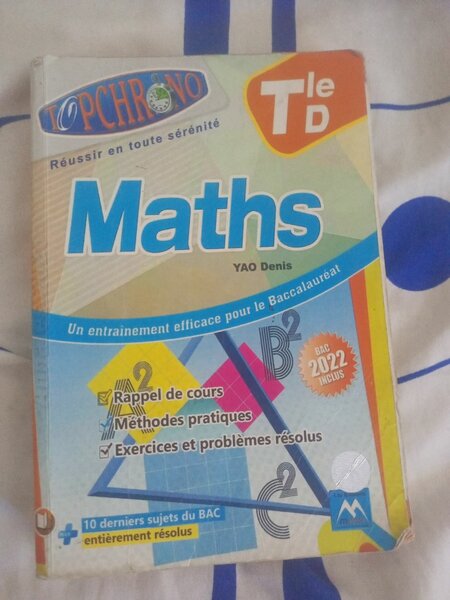 TOPCHRONO
Réussir en toute sérénité
Tle
D
Maths
YAO Denis
Un entrainement efficace pour le Baccalauréat
BAC
2022
INCLUS
A2
B2
C2
Rappel de cours
Méthodes pratiques
Exercices et problèmes résolus
10 derniers sujets du BAC
entièrement résolus